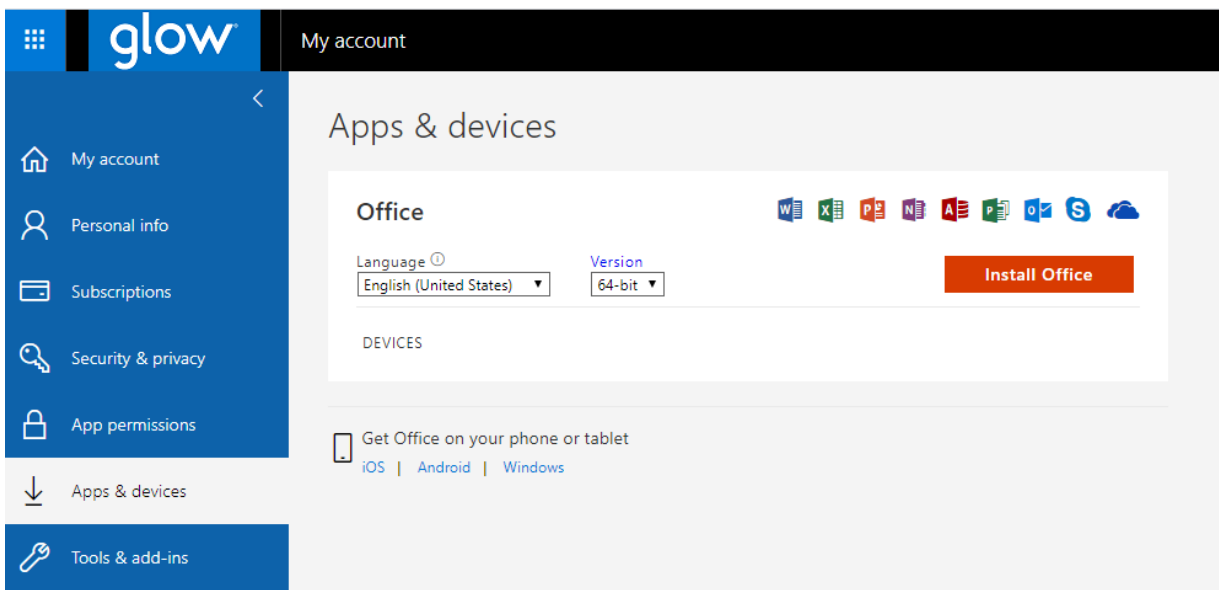 glow
My account
My account
Personal info
Subscriptions
Security & privacy
App permissions
Apps & devices
Tools & add-ins
Apps & devices
Office
Language
Version
English (United States)
64-bit
Install Office
DEVICES
Get Office on your phone or tablet
iOS | Android | Windows